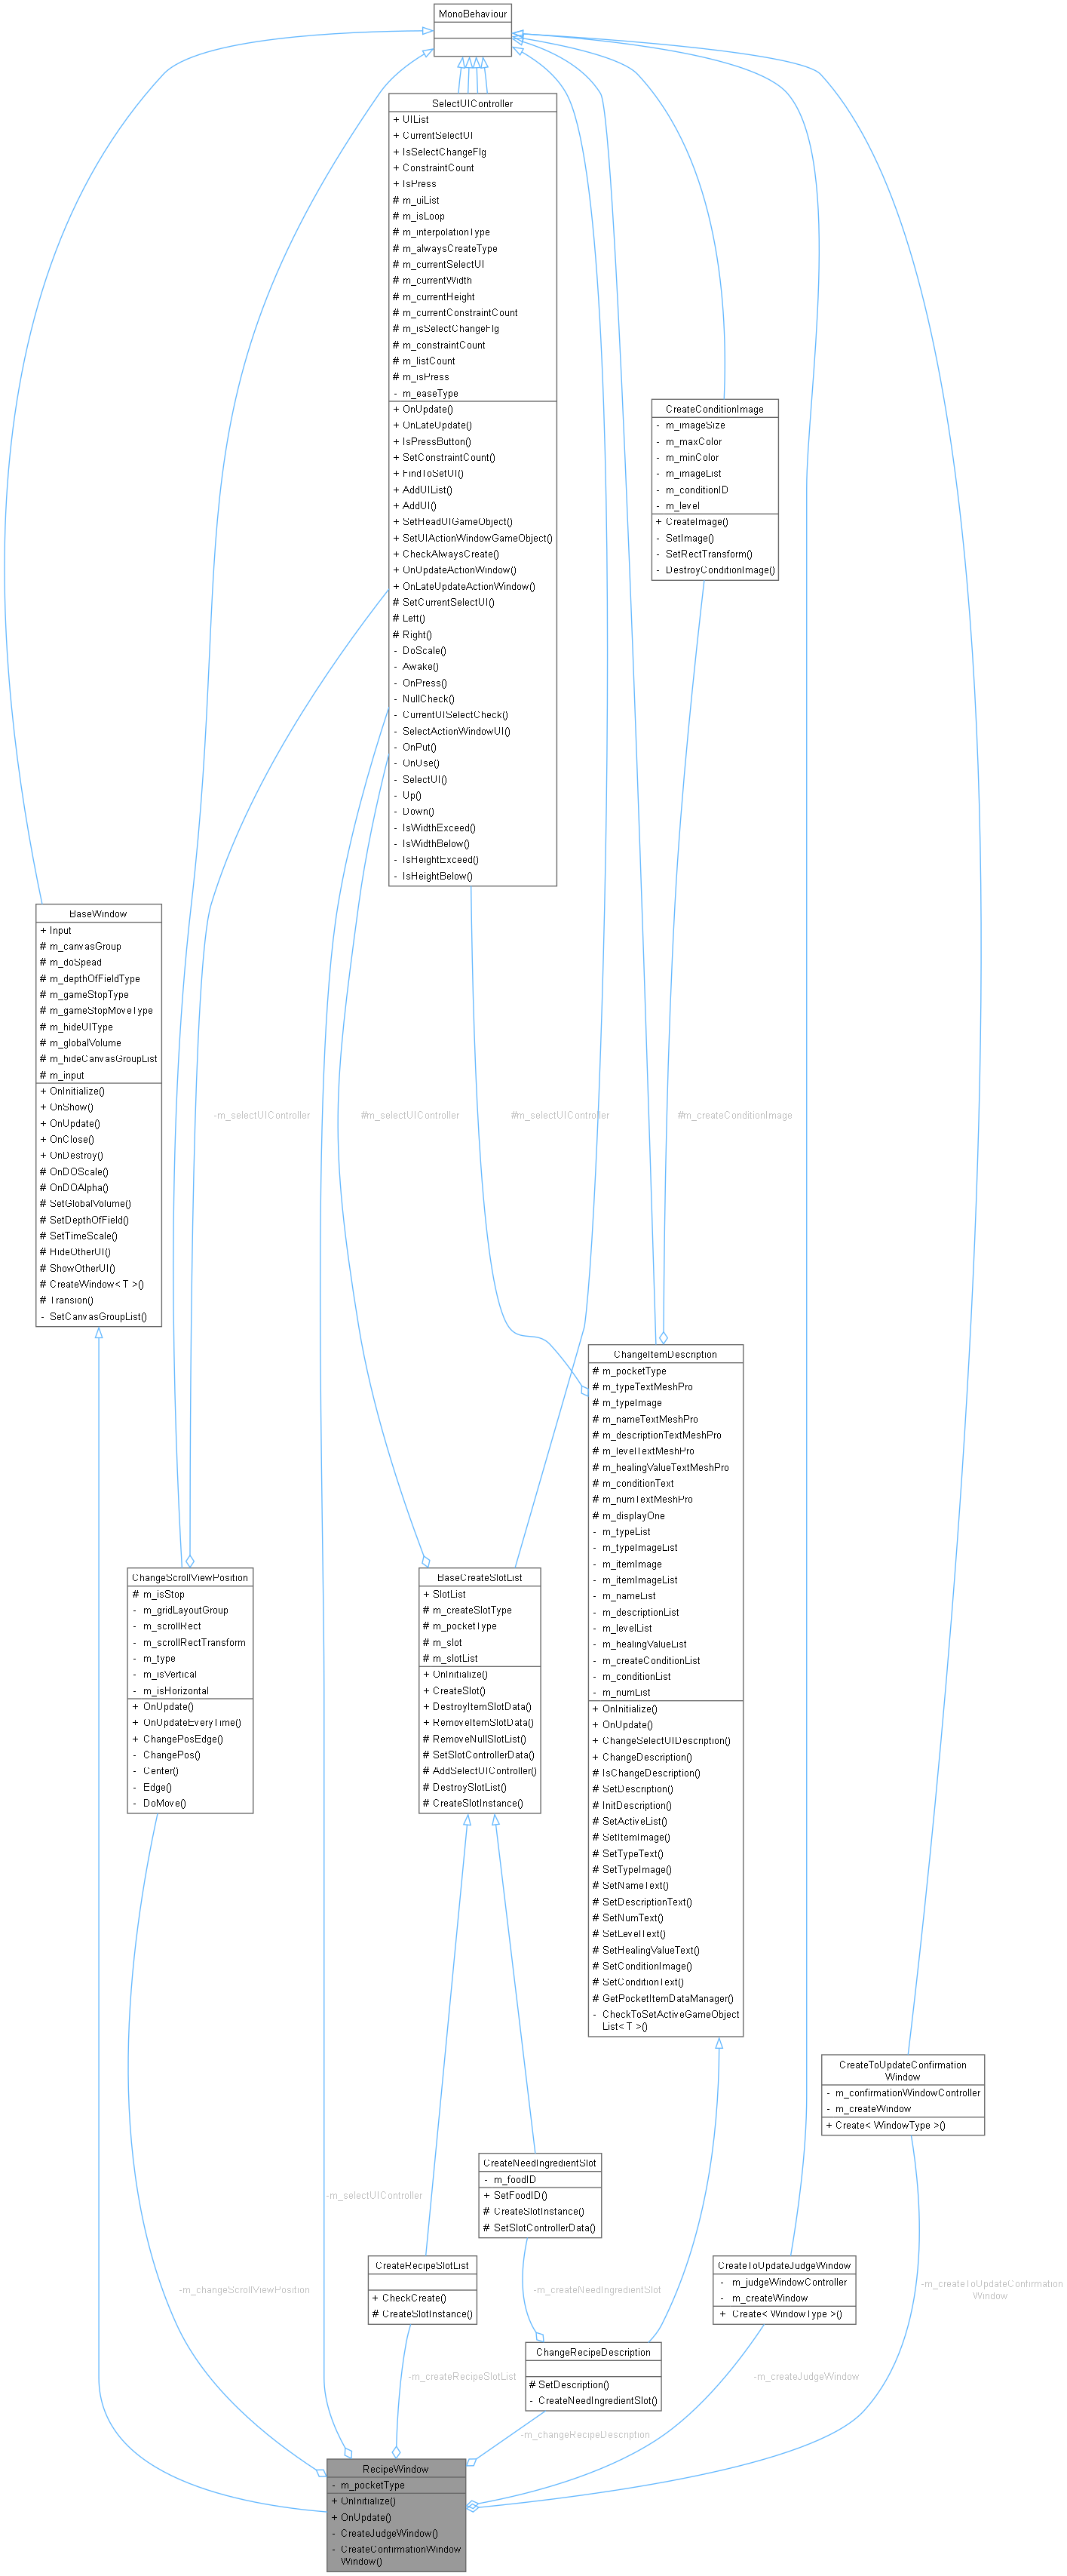 MonoBehaviour
SelectUIController
+ UIList
+ CurrentSelectUI
+ IsSelectChangeFlg
+ ConstraintCount
+ IsPress
# m_uiList
# m_isLoop
# m_interpolationType
# m_alwaysCreateType
# m_currentSelectUI
# m_currentWidth
# m_currentHeight
# m_currentConstraintCount
# m_isSelectChangeFlg
# m_constraintCount
# m_listCount
# m_isPress
- m_easeType
+ OnUpdate()
+ OnLateUpdate()
+ IsPressButton()
+ SetConstraintCount()
+ FindToSetUI()
+ AddUIList()
+ AddUI()
+ SetHeadUIGameObject()
+ SetUIActionWindowGameObject()
+ CheckAlwaysCreate()
+ OnUpdateActionWindow()
+ OnLateUpdateActionWindow()
# SetCurrentSelectUI()
# Left()
# Right()
- DoScale()
- Awake()
- OnPress()
- NullCheck()
- CurrentUISelectCheck()
- SelectActionWindowUI()
- OnPut()
- OnUse()
- SelectUI()
- Up()
- Down()
- IsWidthExceed()
- IsWidthBelow()
- IsHeightExceed()
- IsHeightBelow()
CreateConditionImage
- m_imageSize
- m_maxColor
- m_minColor
- m_imageList
- m_conditionID
- m_level
+ CreateImage()
- SetImage()
- SetRectTransform()
- DestroyConditionImage()
BaseWindow
+ Input
# m_canvasGroup
# m_doSpead
# m_depthOfFieldType
# m_gameStopType
# m_gameStopMoveType
# m_hideUIType
# m_globalVolume
# m_hideCanvasGroupList
# m_input
+ OnInitialize()
+ OnShow()
+ OnUpdate()
+ OnClose()
+ OnDestroy()
# OnDOScale()
# OnDOAlpha()
# SetGlobalVolume()
# SetDepthOfField()
# SetTimeScale()
# HideOtherUI()
# ShowOtherUI()
# CreateWindow< T >()
# Transion()
- SetCanvasGroupList()
-m_selectUIController
#m_selectUIController
#m_selectUIController
#m_createConditionImage
ChangeItemDescription
# m_pocketType
# m_typeTextMeshPro
# m_typeImage
# m_nameTextMeshPro
# m_descriptionTextMeshPro
# m_levelTextMeshPro
# m_healingValueTextMeshPro
# m_conditionText
# m_numTextMeshPro
# m_displayOne
- m_typeList
- m_typeImageList
- m_itemImage
- m_itemImageList
- m_nameList
- m_descriptionList
- m_levelList
- m_healingValueList
- m_createConditionList
- m_conditionList
- m_numList
+ OnInitialize()
+ OnUpdate()
+ ChangeSelectUIDescription()
+ ChangeDescription()
# IsChangeDescription()
# SetDescription()
# InitDescription()
# SetActiveList()
# SetItemImage()
# SetTypeText()
# SetTypeImage()
# SetNameText()
# SetDescriptionText()
# SetNumText()
# SetLevelText()
# SetHealingValueText()
# SetConditionImage()
# SetConditionText()
# GetPocketItemDataManager()
- CheckToSetActiveGameObject
List< T >()
ChangeScrollViewPosition
# m_isStop
- m_gridLayoutGroup
- m_scrollRect
- m_scrollRectTransform
- m_type
- m_isVertical
- m_isHorizontal
+ OnUpdate()
+ OnUpdateEveryTime()
+ ChangePosEdge()
- ChangePos()
- Center()
- Edge()
- DoMove()
BaseCreateSlotList
+ SlotList
# m_createSlotType
# m_pocketType
# m_slot
# m_slotList
+ OnInitialize()
+ CreateSlot()
+ DestroyItemSlotData()
+ RemoveItemSlotData()
# RemoveNullSlotList()
# SetSlotControllerData()
# AddSelectUIController()
# DestroySlotList()
# CreateSlotInstance()
CreateToUpdateConfirmation
Window
- m_confirmationWindowController
- m_createWindow
+ Create< WindowType >()
CreateNeedIngredientSlot
- m_foodID
+ SetFoodID()
# CreateSlotInstance()
# SetSlotControllerData()
-m_selectUIController
CreateRecipeSlotList
+ CheckCreate()
# CreateSlotInstance()
CreateToUpdateJudgeWindow
- m_judgeWindowController
- m_createWindow
+ Create< WindowType >()
-m_changeScrollViewPosition
-m_createNeedIngredientSlot
-m_createToUpdateConfirmation
Window
ChangeRecipeDescription
# SetDescription()
- CreateNeedIngredientSlot()
-m_createRecipeSlotList
-m_createJudgeWindow
-m_changeRecipeDescription
RecipeWindow
- m_pocketType
+ OnInitialize()
+ OnUpdate()
- CreateJudgeWindow()
- CreateConfirmationWindow
Window()